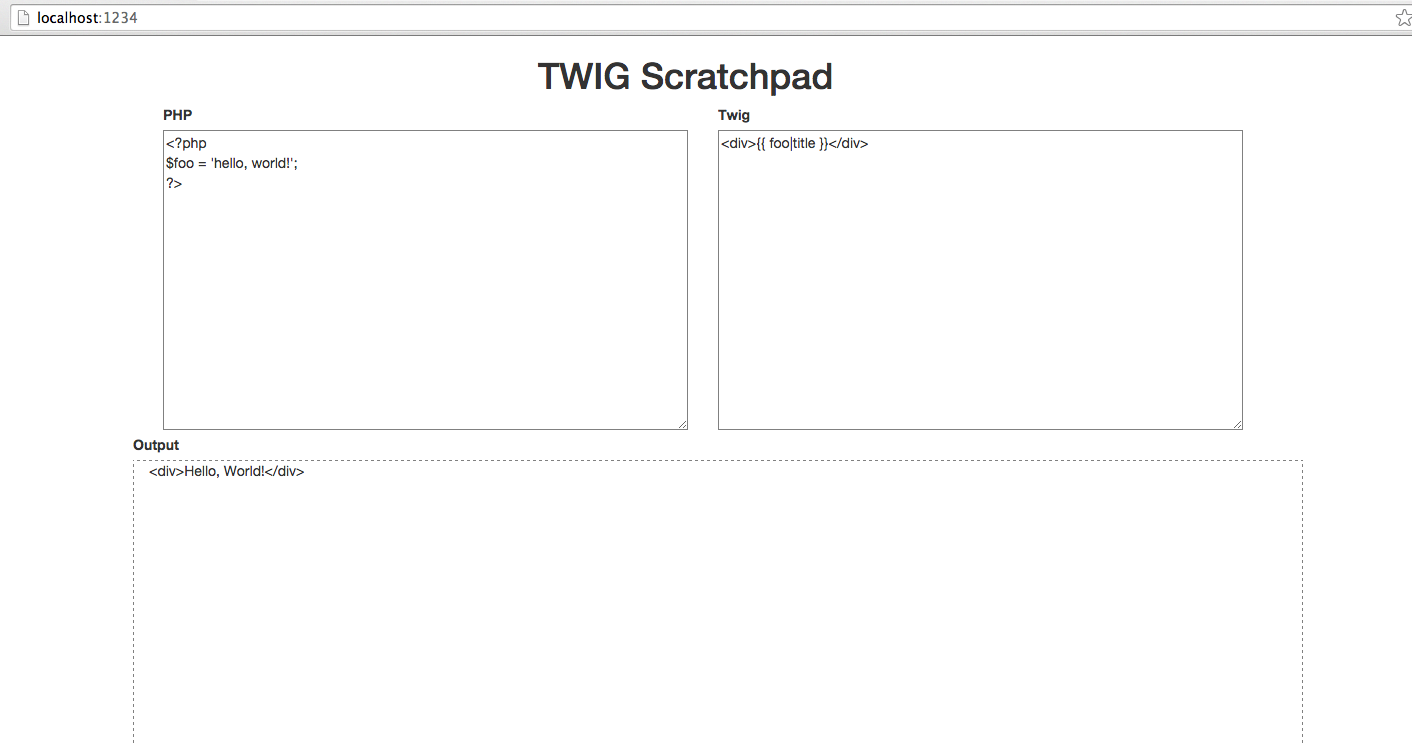 localhost:1234
TWIG Scratchpad
PHP
<?php
$foo = 'hello, world!';
?>
Twig
<div>{{ foo|title }}</div>
Output
<div>Hello, World!</div>